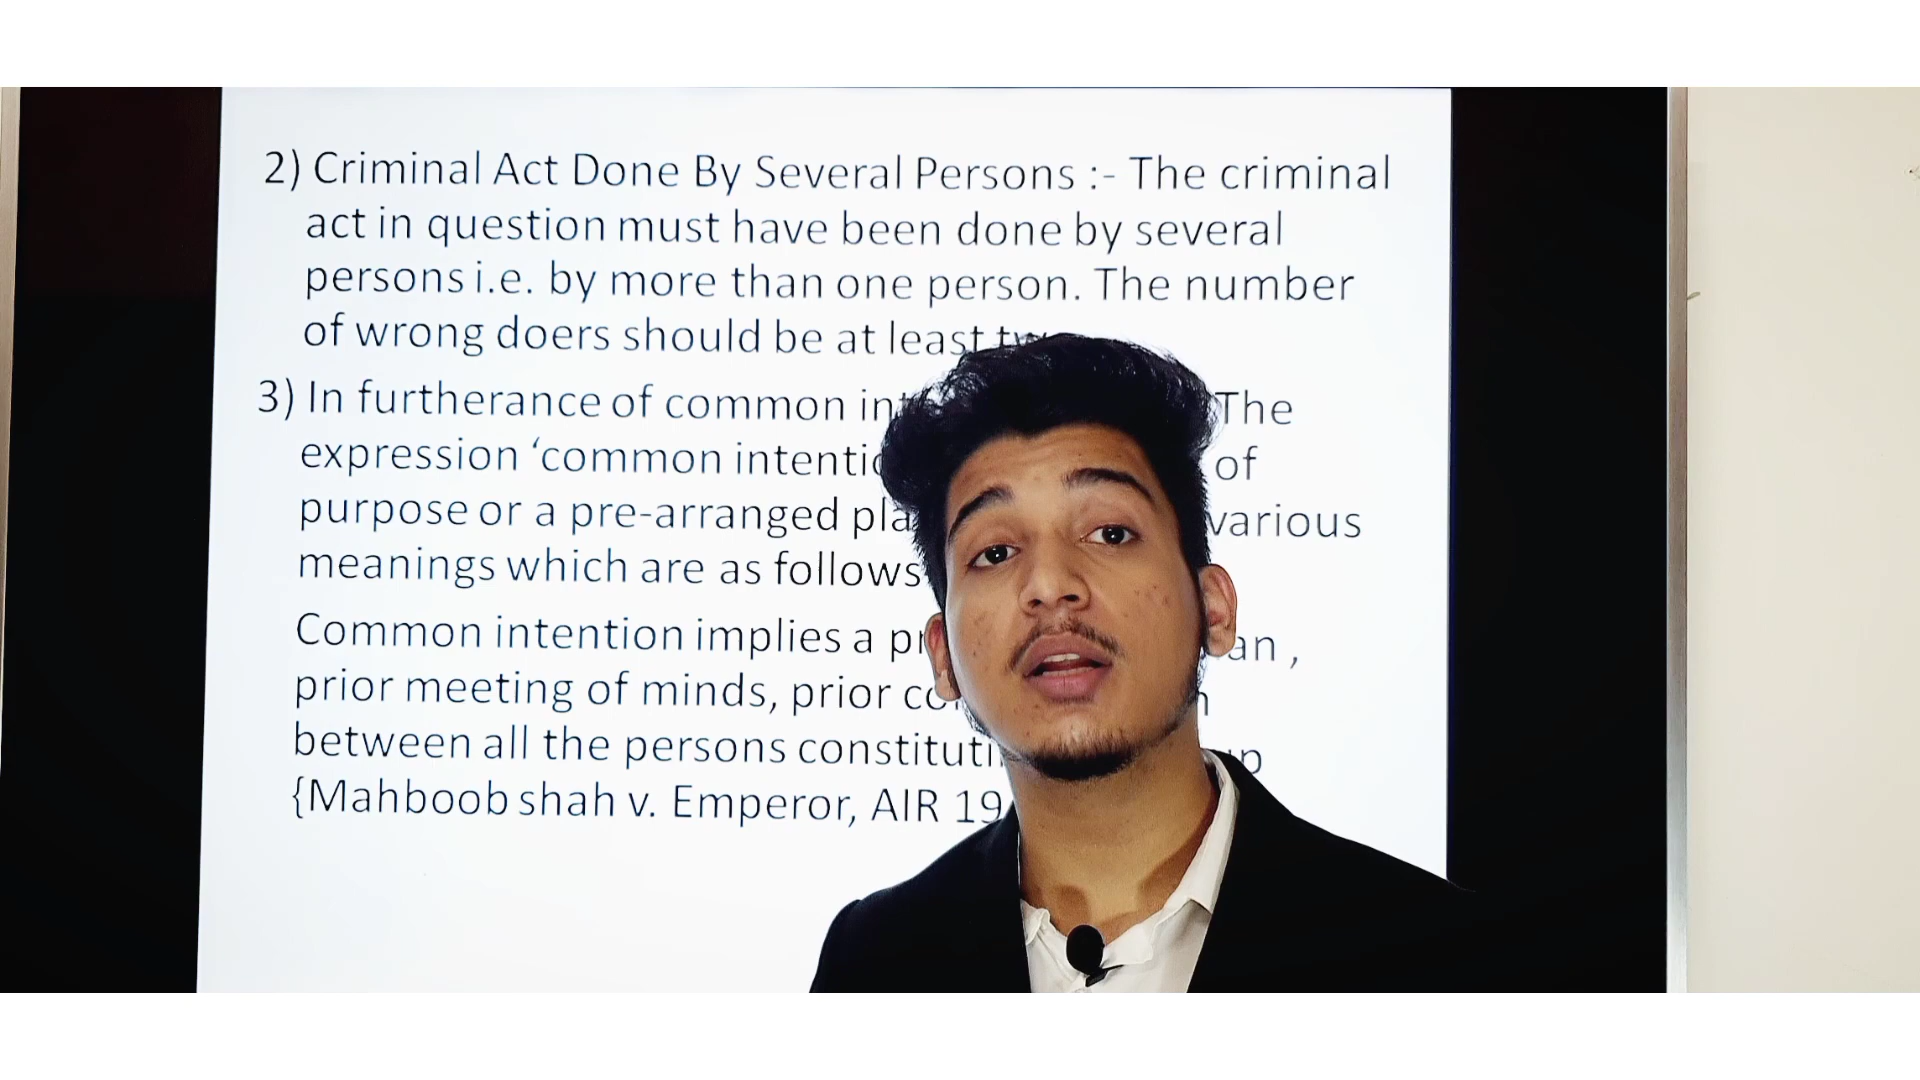 2) Criminal Act Done By Several Persons :- The criminal
act in question must have been done by several
persons i.e. by more than one person. The number
of wrong doers should be at least
3) In furtherance of common The
expression ‘common of
purpose or a pre-arranged various
meanings which are as follows
Common intention implies a
prior meeting of minds, prior
between all the persons
{Mahboob shah v. Emperor, AIR